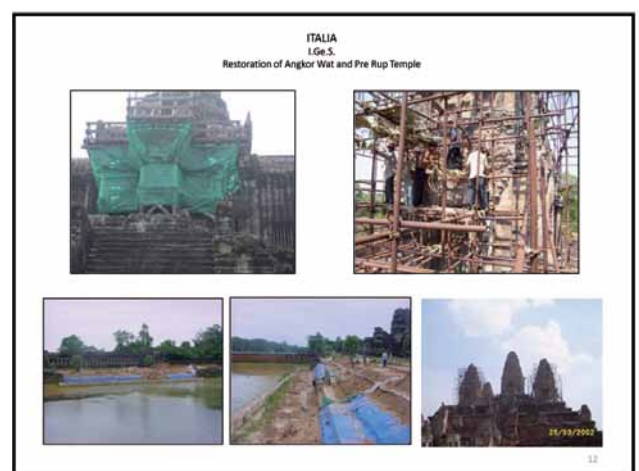 ITALIA
I.Ge.S.
Restoration of Angkor Wat and Pre Rup Temple
25/03/2002
12